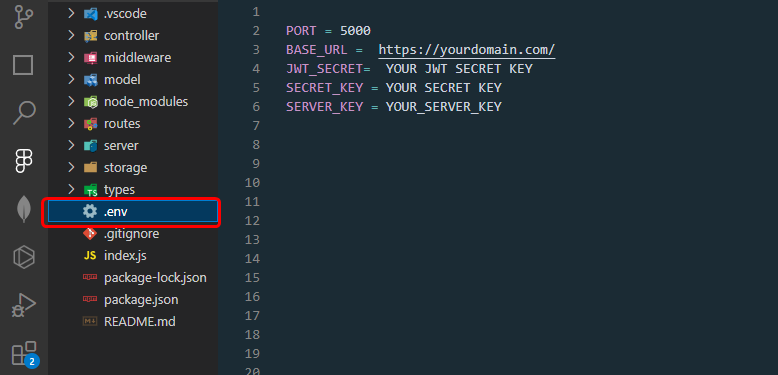 .vscode
controller
middleware
model
node_modules
routes
server
storage
types
.env
.gitignore
JS index.js
package-lock.json
package.json
README.md
TS
2
1
2 PORT = 5000
3 BASE_URL =  https://yourdomain.com/
4 JWT_SECRET=  YOUR JWT SECRET KEY
5 SECRET_KEY = YOUR SECRET KEY
6 SERVER_KEY = YOUR_SERVER_KEY
7
8
9
10
11
12
13
14
15
16
17
18
19
20